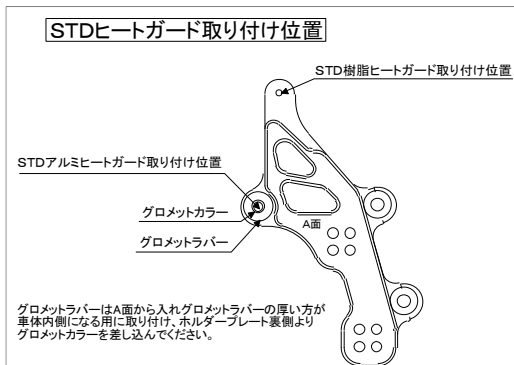 STDヒートガード取り付け位置
STD樹脂ヒートガード取り付け位置
STDアルミヒートガード取り付け位置
グロメットカラー
グロメットラバー
A面
グロメットラバーはA面から入れグロメットラバーの厚い方が
車体内側になる用に取り付け、ホルダープレート裏側より
グロメットカラーを差し込んでください。